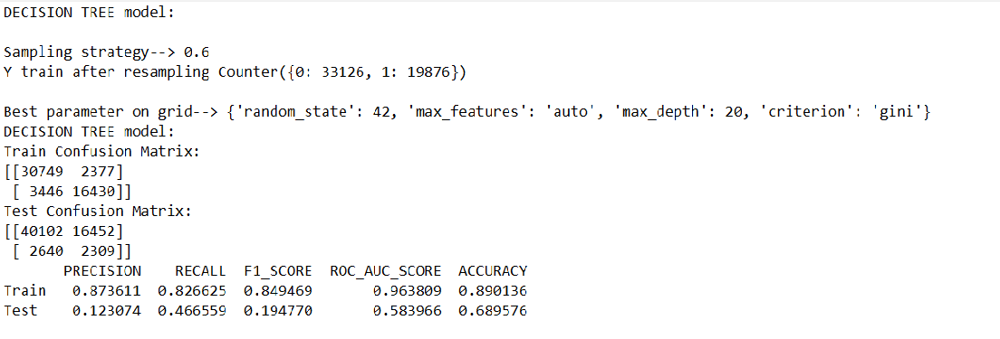 DECISION TREE model:
Sampling strategy--> 0.6
Y train after resampling Counter({0: 33126, 1: 19876})
Best parameter on grid--> {'random_state': 42, 'max_features': 'auto', 'max_depth': 20, 'criterion': 'gini'}
DECISION TREE model:
Train Confusion Matrix:
[[30749  2377]
 [ 3446 16430]]
Test Confusion Matrix:
[[40102 16452]
 [ 2640  2309]]
PRECISION RECALL F1_SCORE ROC_AUC_SCORE ACCURACY
Train 0.873611 0.826625 0.849469 0.963809 0.890136
Test 0.123074 0.466559 0.194770 0.583966 0.689576